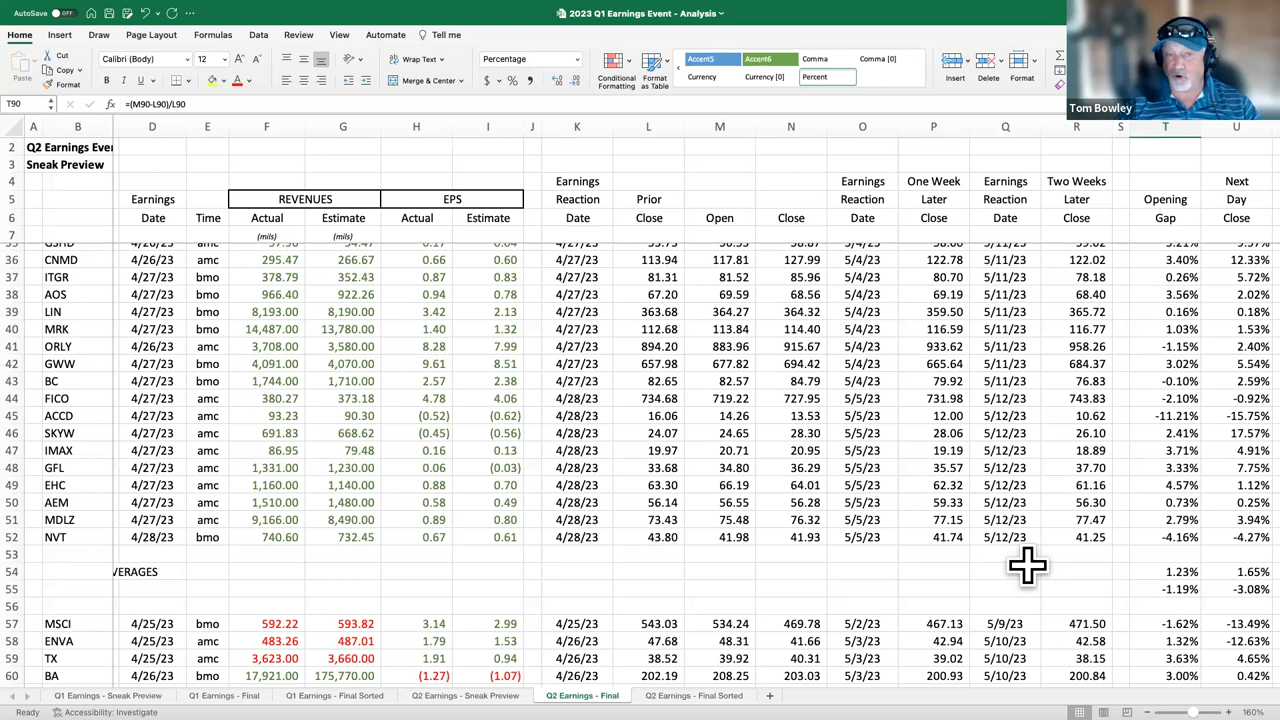 AutoSave OFF
2023 Q1 Earnings Event - Analysis
Home Insert Draw Page Layout Formulas Data Review View Automate Tell me
Paste Cut Copy Format
Calibri (Body) 12
Wrap Text
Merge & Center
Percentage
Conditional Formatting
Format as Table
Accent5 Accent6 Comma Comma [0]
Currency Currency [0] Percent
Insert Delete Format
Tom Bowley
T90 fx =(M90-L90)/L90
A B D E F G H I J K L M N O P Q R S T U
2 Q2 Earnings Even
3 Sneak Preview
4 Earnings Earnings One Week Earnings Two Weeks Next
5 Earnings REVENUES EPS Reaction Prior Reaction Later Reaction Later Opening Day
6 Date Time Actual Estimate Actual Estimate Date Close Open Close Date Close Date Close Gap Close
7 (mils) (mils)
36 CNMD 4/26/23 amc 295.47 266.67 0.66 0.60 4/27/23 113.94 117.81 127.99 5/4/23 122.78 5/11/23 122.02 3.40% 12.33%
37 ITGR 4/27/23 bmo 378.79 352.43 0.87 0.83 4/27/23 81.31 81.52 85.96 5/4/23 80.70 5/11/23 78.18 0.26% 5.72%
38 AOS 4/27/23 bmo 966.40 922.26 0.94 0.78 4/27/23 67.20 69.59 68.56 5/4/23 69.19 5/11/23 68.40 3.56% 2.02%
39 LIN 4/27/23 bmo 8,193.00 8,190.00 3.42 2.13 4/27/23 363.68 364.27 364.32 5/4/23 359.50 5/11/23 365.72 0.16% 0.18%
40 MRK 4/27/23 bmo 14,487.00 13,780.00 1.40 1.32 4/27/23 112.68 113.84 114.40 5/4/23 116.59 5/11/23 116.77 1.03% 1.53%
41 ORLY 4/27/23 amc 3,708.00 3,580.00 8.28 7.99 4/27/23 894.20 883.96 915.67 5/4/23 933.62 5/11/23 958.26 -1.15% 2.40%
42 GWW 4/27/23 bmo 4,091.00 4,070.00 9.61 8.51 4/27/23 657.98 677.82 694.42 5/4/23 665.64 5/11/23 684.37 3.02% 5.54%
43 BC 4/27/23 bmo 1,744.00 1,710.00 2.57 2.38 4/27/23 82.65 82.57 84.79 5/4/23 79.92 5/11/23 76.83 -0.10% 2.59%
44 FICO 4/27/23 amc 380.27 373.18 4.78 4.06 4/28/23 734.68 719.22 727.95 5/5/23 731.98 5/12/23 743.83 -2.10% -0.92%
45 ACCD 4/27/23 amc 93.23 90.30 (0.52) (0.62) 4/28/23 16.06 14.26 13.53 5/5/23 12.00 5/12/23 10.62 -11.21% -15.75%
46 SKYW 4/27/23 amc 691.83 668.62 (0.45) (0.56) 4/28/23 24.07 24.65 28.30 5/5/23 28.06 5/12/23 26.10 2.41% 17.57%
47 IMAX 4/27/23 amc 86.95 79.48 0.16 0.13 4/28/23 19.97 20.71 20.95 5/5/23 19.19 5/12/23 18.89 3.71% 4.91%
48 GFL 4/27/23 amc 1,331.00 1,230.00 0.06 (0.03) 4/28/23 33.68 34.80 36.29 5/5/23 35.57 5/12/23 37.70 3.33% 7.75%
49 EHC 4/27/23 amc 1,160.00 1,140.00 0.88 0.70 4/28/23 63.30 66.19 64.01 5/5/23 62.32 5/12/23 61.16 4.57% 1.12%
50 AEM 4/27/23 amc 1,510.00 1,480.00 0.58 0.49 4/28/23 56.14 56.55 56.28 5/5/23 59.33 5/12/23 56.30 0.73% 0.25%
51 MDLZ 4/27/23 amc 9,166.00 8,490.00 0.89 0.80 4/28/23 73.43 75.48 76.32 5/5/23 77.15 5/12/23 77.47 2.79% 3.94%
52 NVT 4/28/23 bmo 740.60 732.45 0.67 0.61 4/28/23 43.80 41.98 41.93 5/5/23 41.74 5/12/23 41.25 -4.16% -4.27%
53
54 VERAGES 1.23% 1.65%
55 -1.19% -3.08%
56
57 MSCI 4/25/23 bmo 592.22 593.82 3.14 2.99 4/25/23 543.03 534.24 469.78 5/2/23 467.13 5/9/23 471.50 -1.62% -13.49%
58 ENVA 4/25/23 amc 483.26 487.01 1.79 1.53 4/26/23 47.68 48.31 41.66 5/3/23 42.94 5/10/23 42.58 1.32% -12.63%
59 TX 4/25/23 amc 3,623.00 3,660.00 1.91 0.94 4/26/23 38.52 39.92 40.31 5/3/23 39.02 5/10/23 38.15 3.63% 4.65%
60 BA 4/26/23 bmo 17,921.00 175,770.00 (1.27) (1.07) 4/26/23 202.19 208.25 203.03 5/3/23 200.93 5/10/23 200.84 3.00% 0.42%
Q1 Earnings - Sneak Preview Q1 Earnings - Final Q1 Earnings - Final Sorted Q2 Earnings - Sneak Preview Q2 Earnings - Final Q2 Earnings - Final Sorted +
Ready Accessibility: Investigate 160%